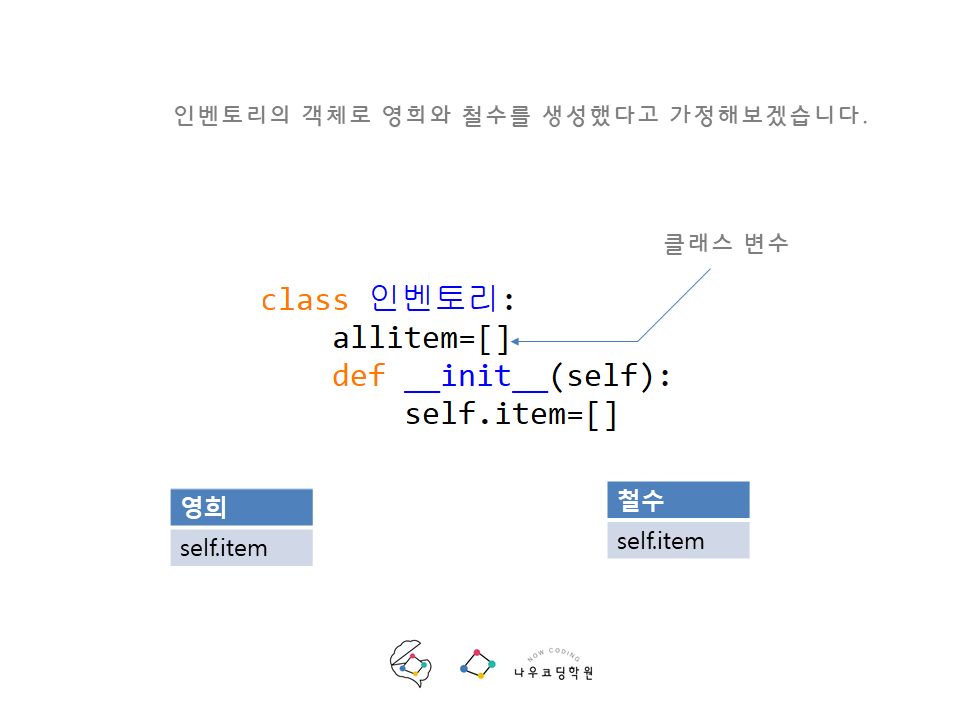 인벤토리의 객체로 영희와 철수를 생성했다고 가정해보겠습니다.
클래스 변수
class 인벤토리:
    allitem=[]
    def __init__(self):
        self.item=[]
영희
self.item
철수
self.item
NOW CODING
나우코딩학원